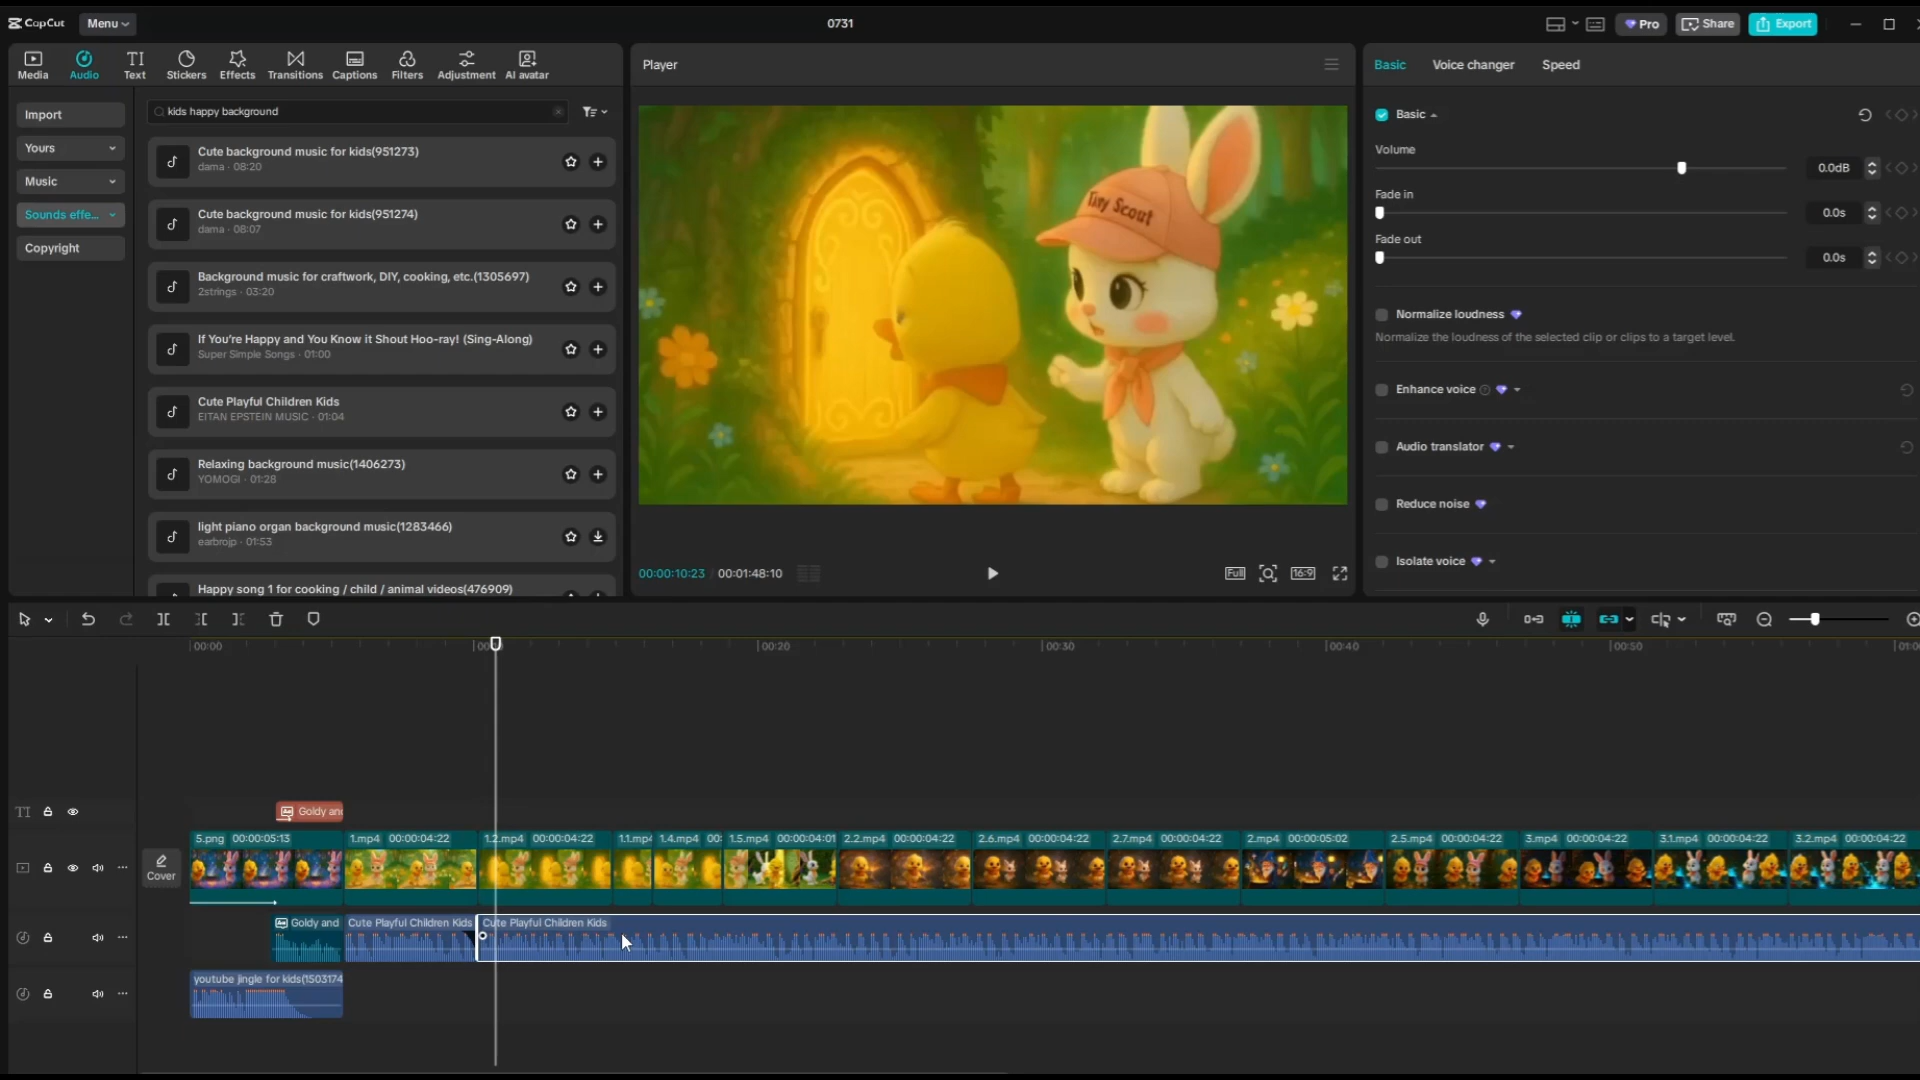 CapCut
Menu
0731
Pro
Share
Export
Media
Audio
Text
Stickers
Effects
Transitions
Captions
Filters
Adjustment
AI avatar
Import
Yours
Music
Sounds effe...
Copyright
kids happy background
Cute background music for kids(951273)
dama · 08:20
Cute background music for kids(951274)
dama · 08:07
Background music for craftwork, DIY, cooking, etc.(1305697)
2strings · 03:20
If You're Happy and You Know it Shout Hoo-ray! (Sing-Along)
Super Simple Songs · 01:00
Cute Playful Children Kids
EITAN EPSTEIN MUSIC · 01:04
Relaxing background music(1406273)
YOMOGI · 01:28
light piano organ background music(1283466)
earbrojp · 01:53
Happy song 1 for cooking / child / animal videos(476909)
Player
Tiny Scout
00:00:10:23 00:01:48:10
Full
16:9
Basic Voice changer Speed
Basic
Volume
0.0dB
Fade in
0.0s
Fade out
0.0s
Normalize loudness
Normalize the loudness of the selected clip or clips to a target level.
Enhance voice
Audio translator
Reduce noise
Isolate voice
00:00 00:20 00:30 00:40 00:50
TI
Goldy and
Cover
5.png 00:00:05:13
1.mp4 00:00:04:22
1.2.mp4 00:00:04:22
1.1.mp4
1.4.mp4 00:
1.5.mp4 00:00:04:01
2.2.mp4 00:00:04:22
2.6.mp4 00:00:04:22
2.7.mp4 00:00:04:22
2.mp4 00:00:05:02
2.5.mp4 00:00:04:22
3.mp4 00:00:04:22
3.1.mp4 00:00:04:22
3.2.mp4 00:00:04:22
Goldy and
Cute Playful Children Kids
Cute Playful Children Kids
youtube jingle for kids(1503174